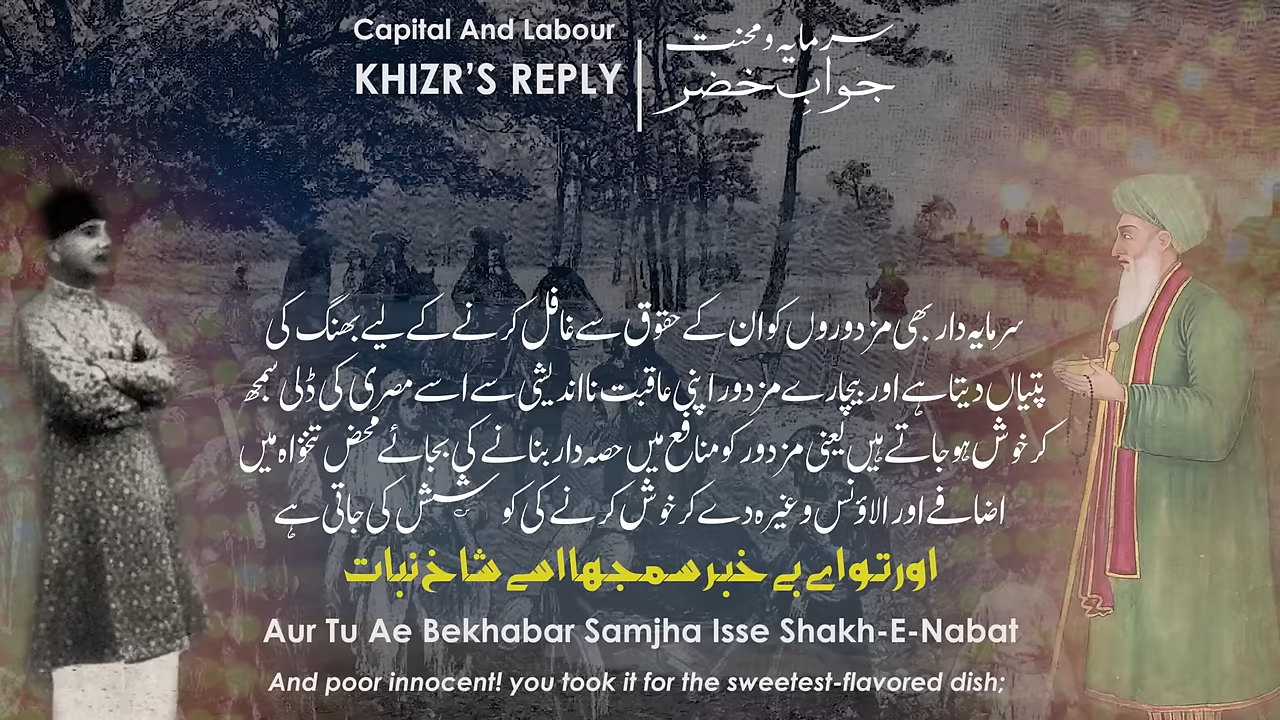 Capital And Labour
KHIZR'S REPLY
سرمایہ و محنت
جوابِ خضر
سرمایہ دار بھی مزدوروں کو ان کے حقوق سے غافل کرنے کے لیے بھنگ کی
پتیاں دیتا ہے اور بیچارے مزدور اپنی عاقبت نااندیشی سے اسے مصری کی ڈلی سمجھ
کر خوش ہو جاتے ہیں یعنی مزدور کو منافع میں حصہ دار بنانے کی بجائے محض تنخواہ میں
اضافے اور الاؤنس وغیرہ دے کر خوش کرنے کی کوشش کی جاتی ہے
اور تو اے بے خبر سمجھا اسے شاخ نبات
Aur Tu Ae Bekhabar Samjha Isse Shakh-E-Nabat
And poor innocent! you took it for the sweetest-flavored dish;